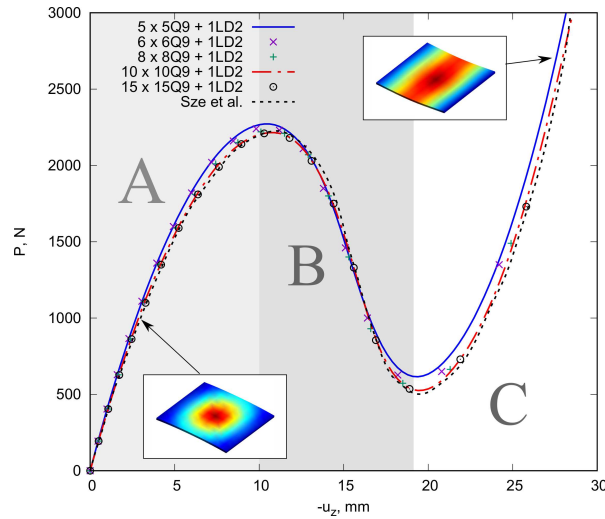 3000
2500
2000
1500
1000
500
0
P, N
5 x 5Q9 + 1LD2
6 x 6Q9 + 1LD2
8 x 8Q9 + 1LD2
10 x 10Q9 + 1LD2
15 x 15Q9 + 1LD2
Sze et al.
A
B
C
0 5 10 15 20 25 30
-uz, mm